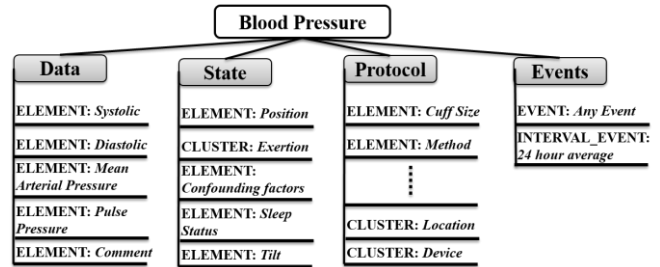 Blood Pressure
Data
ELEMENT: Systolic
ELEMENT: Diastolic
ELEMENT: Mean
Arterial Pressure
ELEMENT: Pulse
Pressure
ELEMENT: Comment
State
ELEMENT: Position
CLUSTER: Exertion
ELEMENT:
Confounding factors
ELEMENT: Sleep
Status
ELEMENT: Tilt
Protocol
ELEMENT: Cuff Size
ELEMENT: Method
CLUSTER: Location
CLUSTER: Device
Events
EVENT: Any Event
INTERVAL_EVENT:
24 hour average